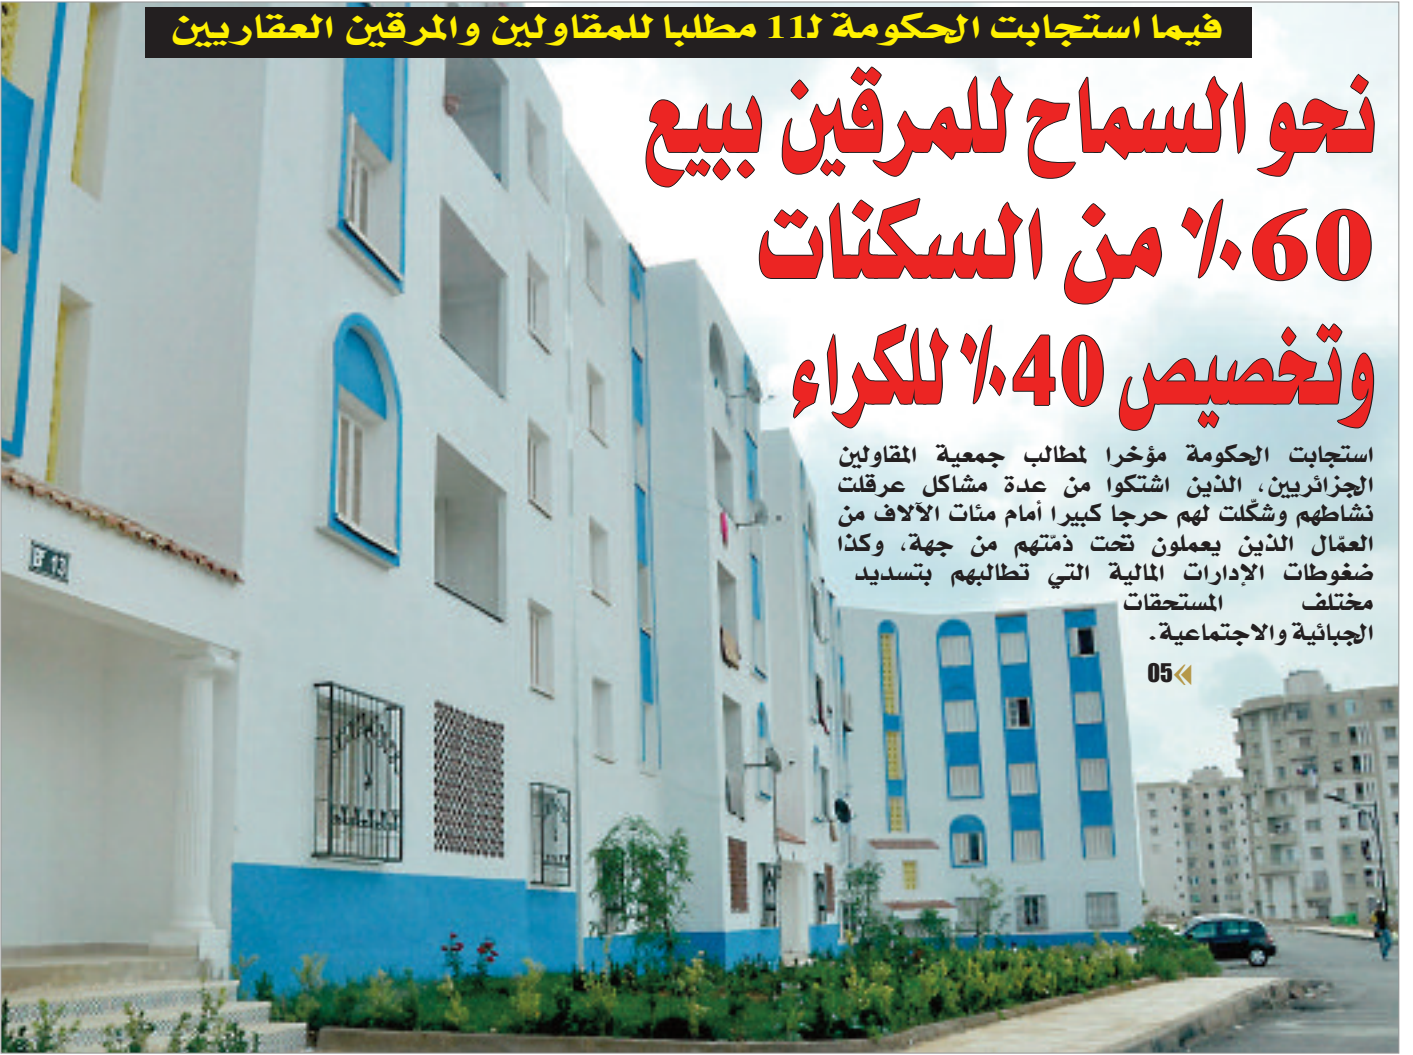 فيما استجابت الحكومة لـ11 مطلبا للمقاولين والمرقين العقاريين
نحو السماح للمرقين ببيع
60٪ من السكنات
وتخصيص 40٪ للكراء
استجابت الحكومة مؤخرا لمطالب جمعية المقاولين
الجزائريين، الذين اشتكوا من عدة مشاكل عرقلت
نشاطهم وشكّلت لهم حرجا كبيرا أمام مئات الآلاف من
العمّال الذين يعملون تحت ذمّتهم من جهة، وكذا
ضغوطات الإدارات المالية التي تطالبهم بتسديد
مختلف المستحقات
الجبائية والاجتماعية.
05
B 13